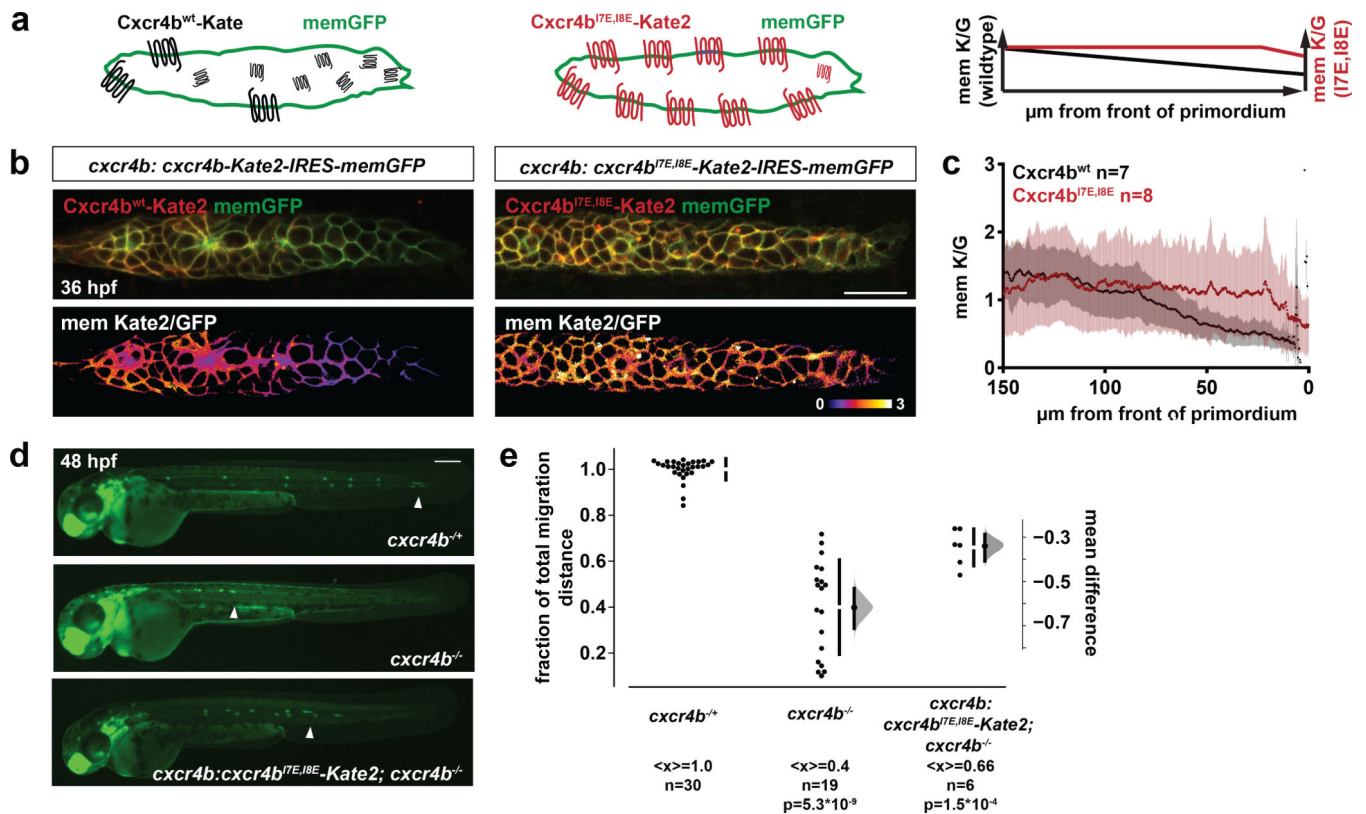 a
Cxcr4bwt-Kate memGFP
Cxcr4bI7E,I8E-Kate2 memGFP
mem K/G
(wildtype)
mem K/G
(I7E,I8E)
µm from front of primordium
b
cxcr4b: cxcr4b-Kate2-IRES-memGFP
cxcr4b: cxcr4bI7E,I8E-Kate2-IRES-memGFP
Cxcr4bwt-Kate2 memGFP
36 hpf
Cxcr4bI7E,I8E-Kate2 memGFP
mem Kate2/GFP
mem Kate2/GFP
0 3
c
Cxcr4bwt n=7
Cxcr4bI7E,I8E n=8
mem K/G
3
2
1
0
150 100 50 0
µm from front of primordium
d
48 hpf
cxcr4b-/+
cxcr4b-/-
cxcr4b:cxcr4bI7E,I8E-Kate2; cxcr4b-/-
e
fraction of total migration
distance
1.0
0.8
0.6
0.4
0.2
mean difference
−0.3
−0.5
−0.7
cxcr4b-/+
<x>=1.0
n=30
cxcr4b-/-
<x>=0.4
n=19
p=5.3*10-9
cxcr4b:
cxcr4bI7E,I8E-Kate2;
cxcr4b-/-
<x>=0.66
n=6
p=1.5*10-4